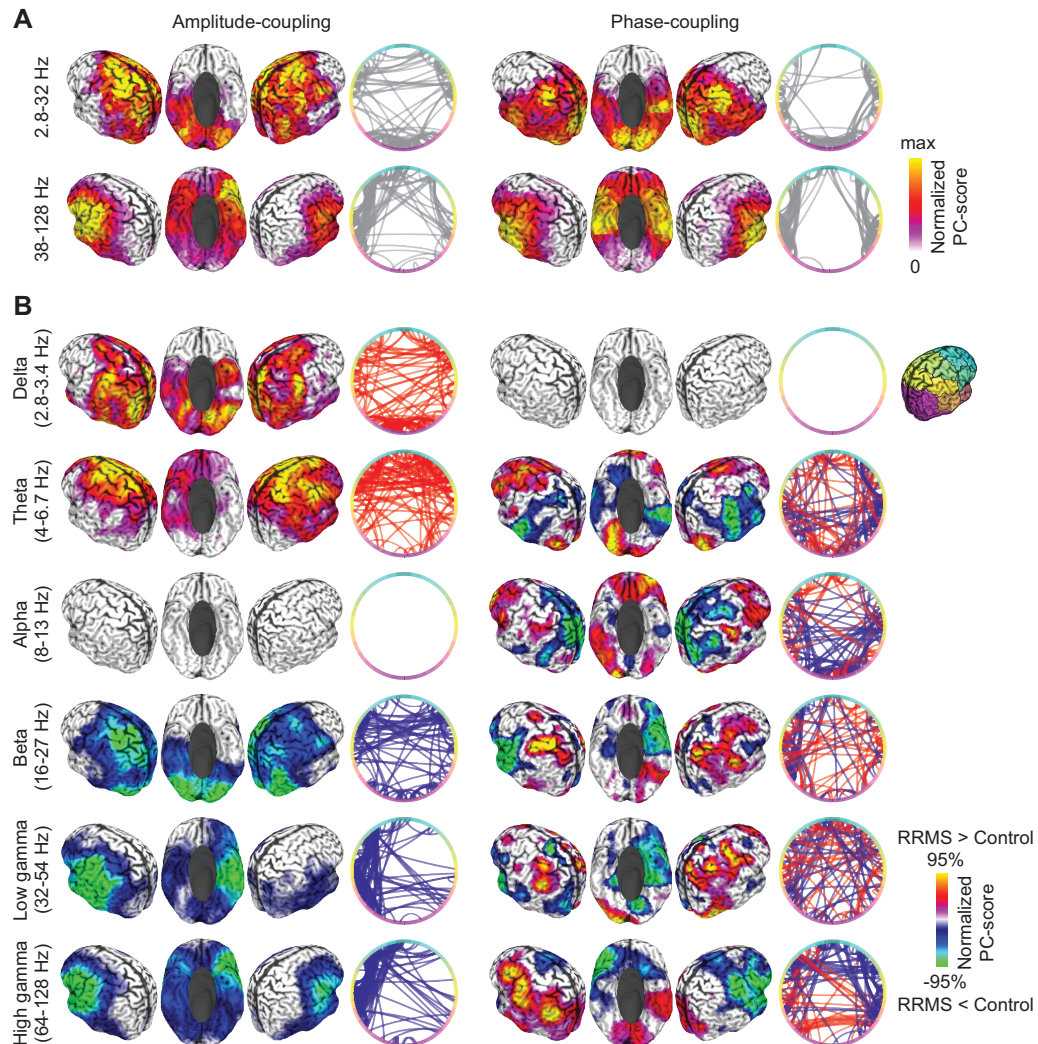 A
Amplitude-coupling
Phase-coupling
2.8-32 Hz
38-128 Hz
max
Normalized
PC-score
0
B
Delta
(2.8-3.4 Hz)
Theta
(4-6.7 Hz)
Alpha
(8-13 Hz)
Beta
(16-27 Hz)
Low gamma
(32-54 Hz)
High gamma
(64-128 Hz)
RRMS > Control
95%
Normalized
PC-score
-95%
RRMS < Control